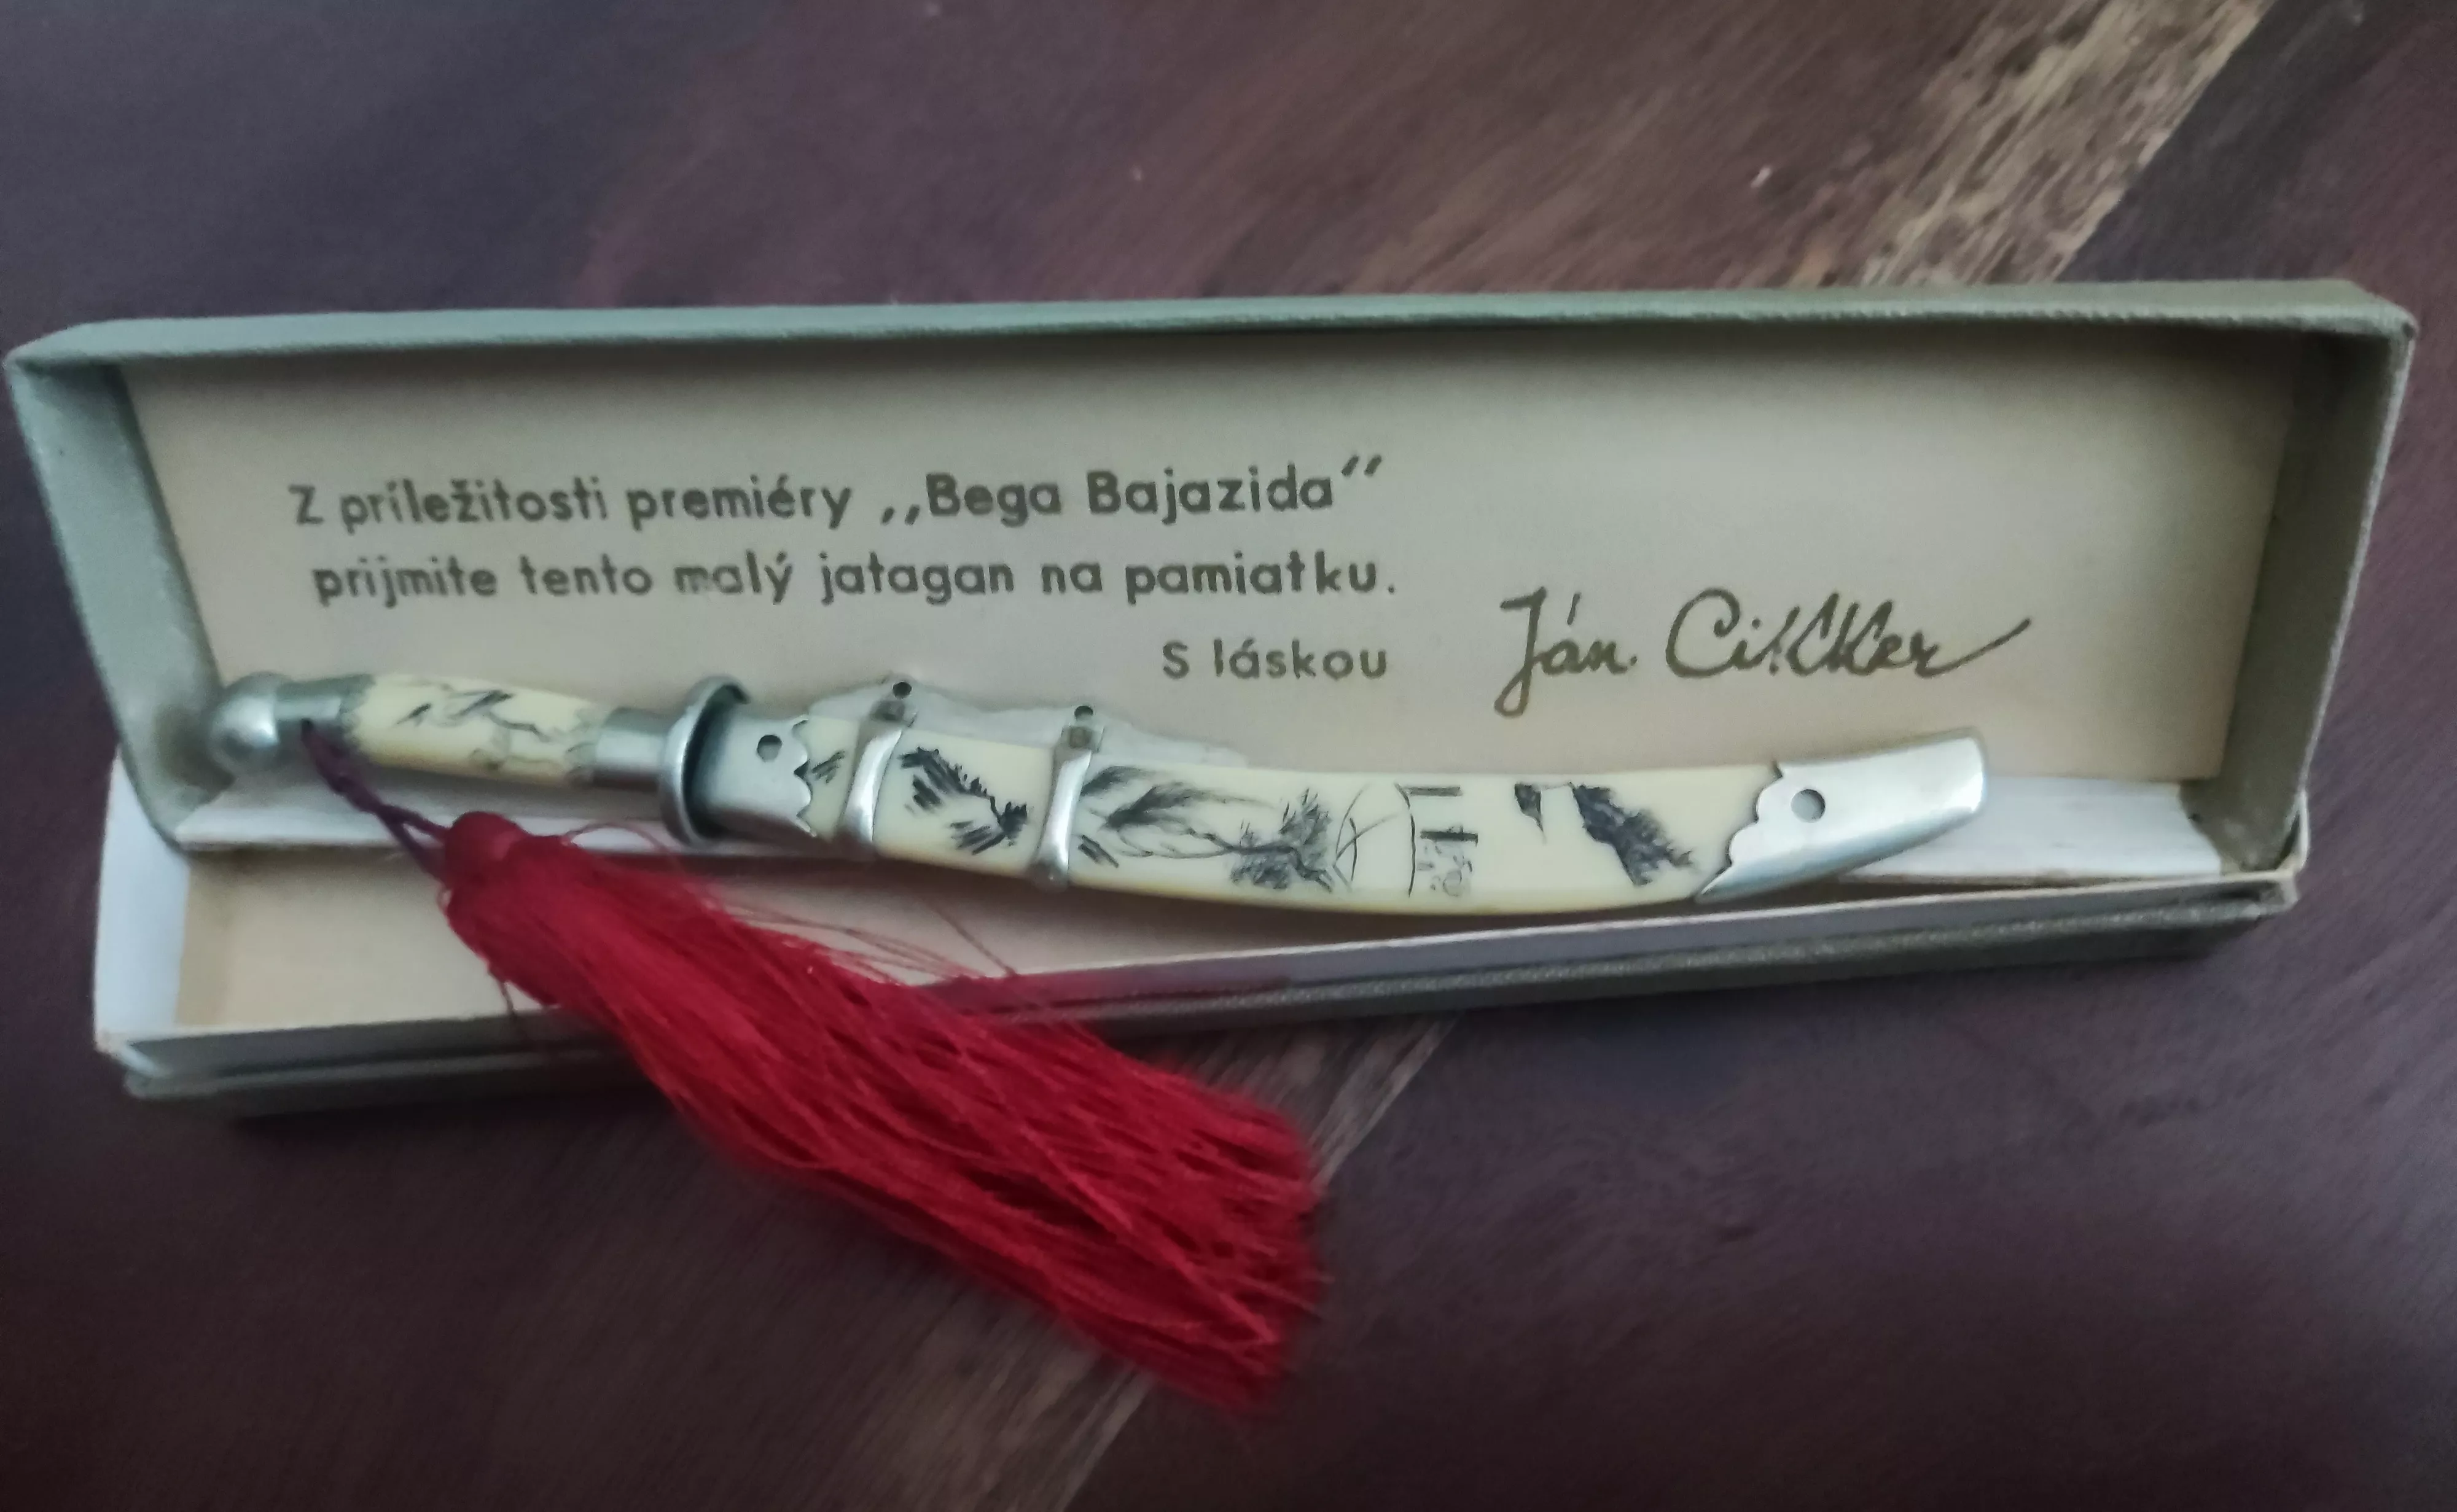 Z príležitosti premiéry ,,Bega Bajazida“
prijmite tento malý jatagan na pamiatku.
S láskou Ján Cikker